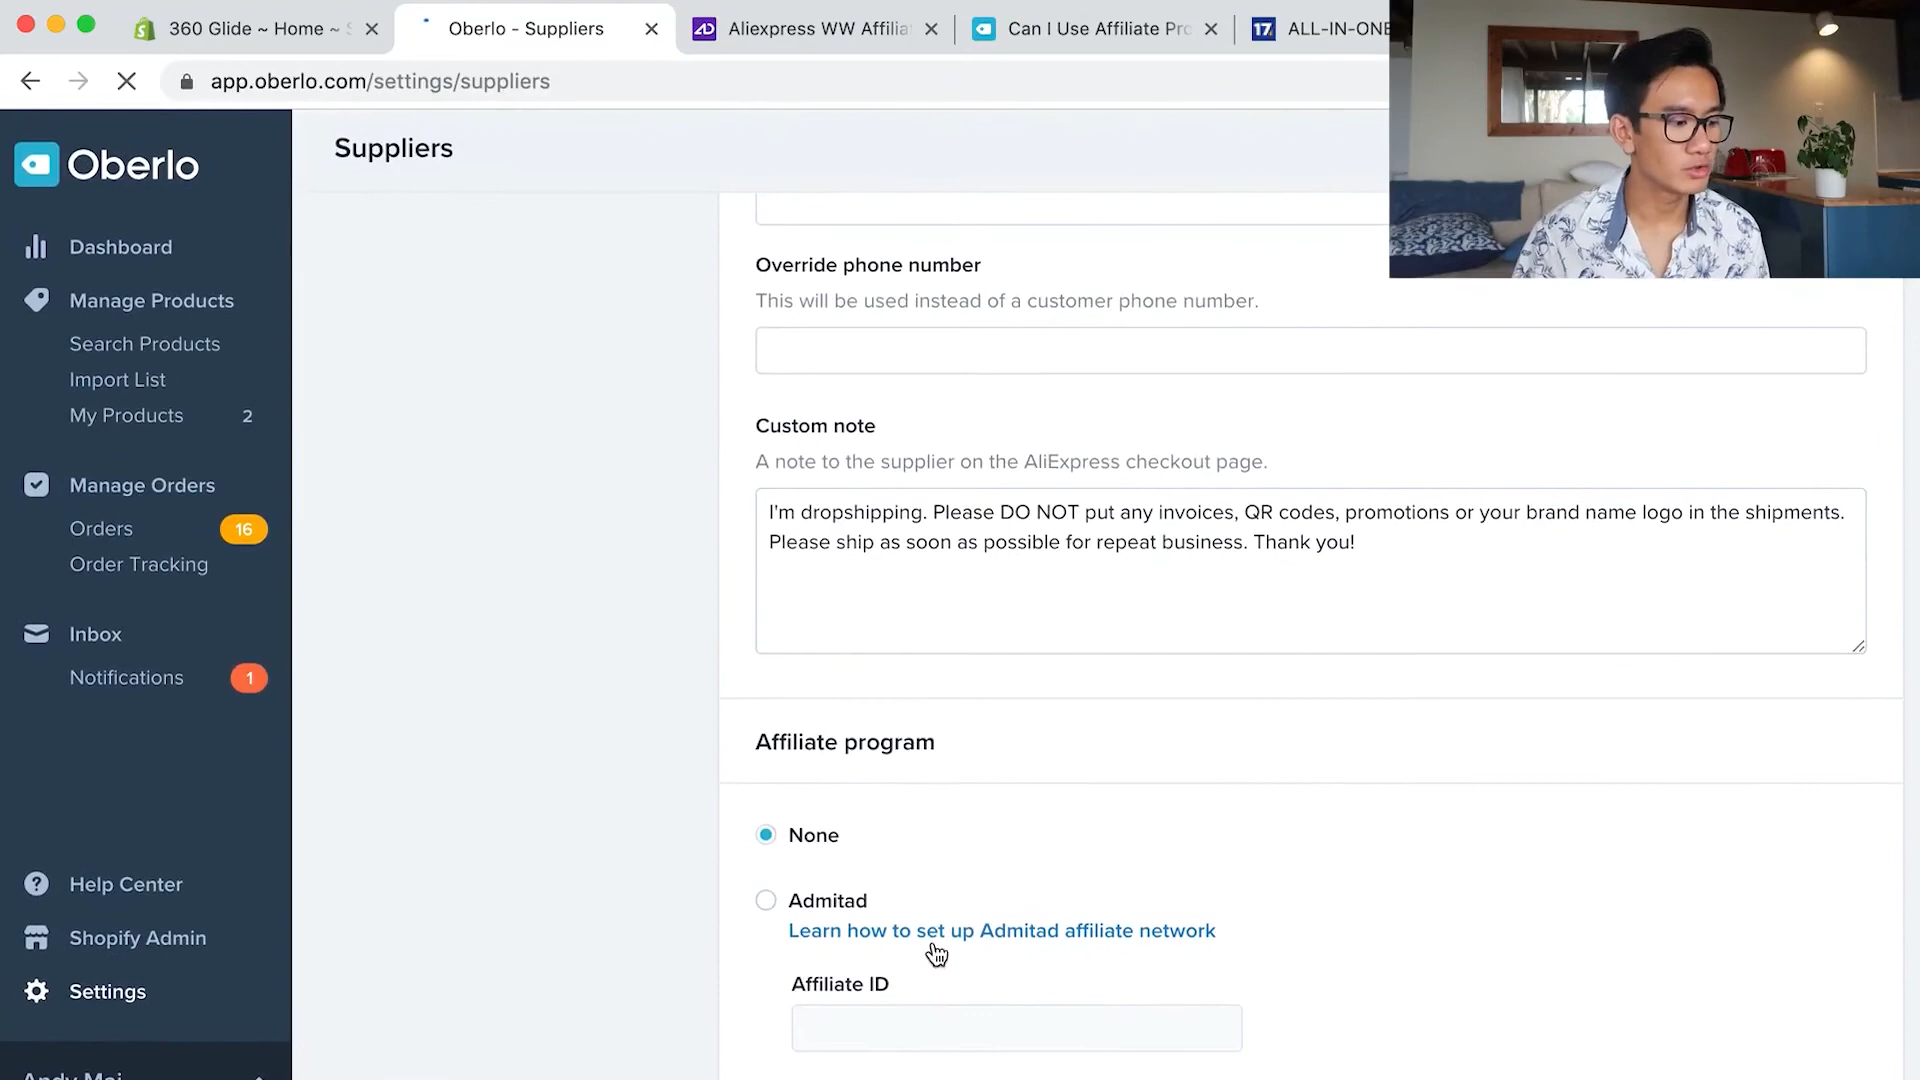 360 Glide ~ Home ~ S
Oberlo - Suppliers
Aliexpress WW Affilia
Can I Use Affiliate Pro
17
ALL-IN-ONE
app.oberlo.com/settings/suppliers
Oberlo
Suppliers
Dashboard
Manage Products
Search Products
Import List
My Products 2
Manage Orders
Orders 16
Order Tracking
Inbox
Notifications 1
Help Center
Shopify Admin
Settings
Override phone number
This will be used instead of a customer phone number.
Custom note
A note to the supplier on the AliExpress checkout page.
I'm dropshipping. Please DO NOT put any invoices, QR codes, promotions or your brand name logo in the shipments.
Please ship as soon as possible for repeat business. Thank you!
Affiliate program
None
Admitad
Learn how to set up Admitad affiliate network
Affiliate ID